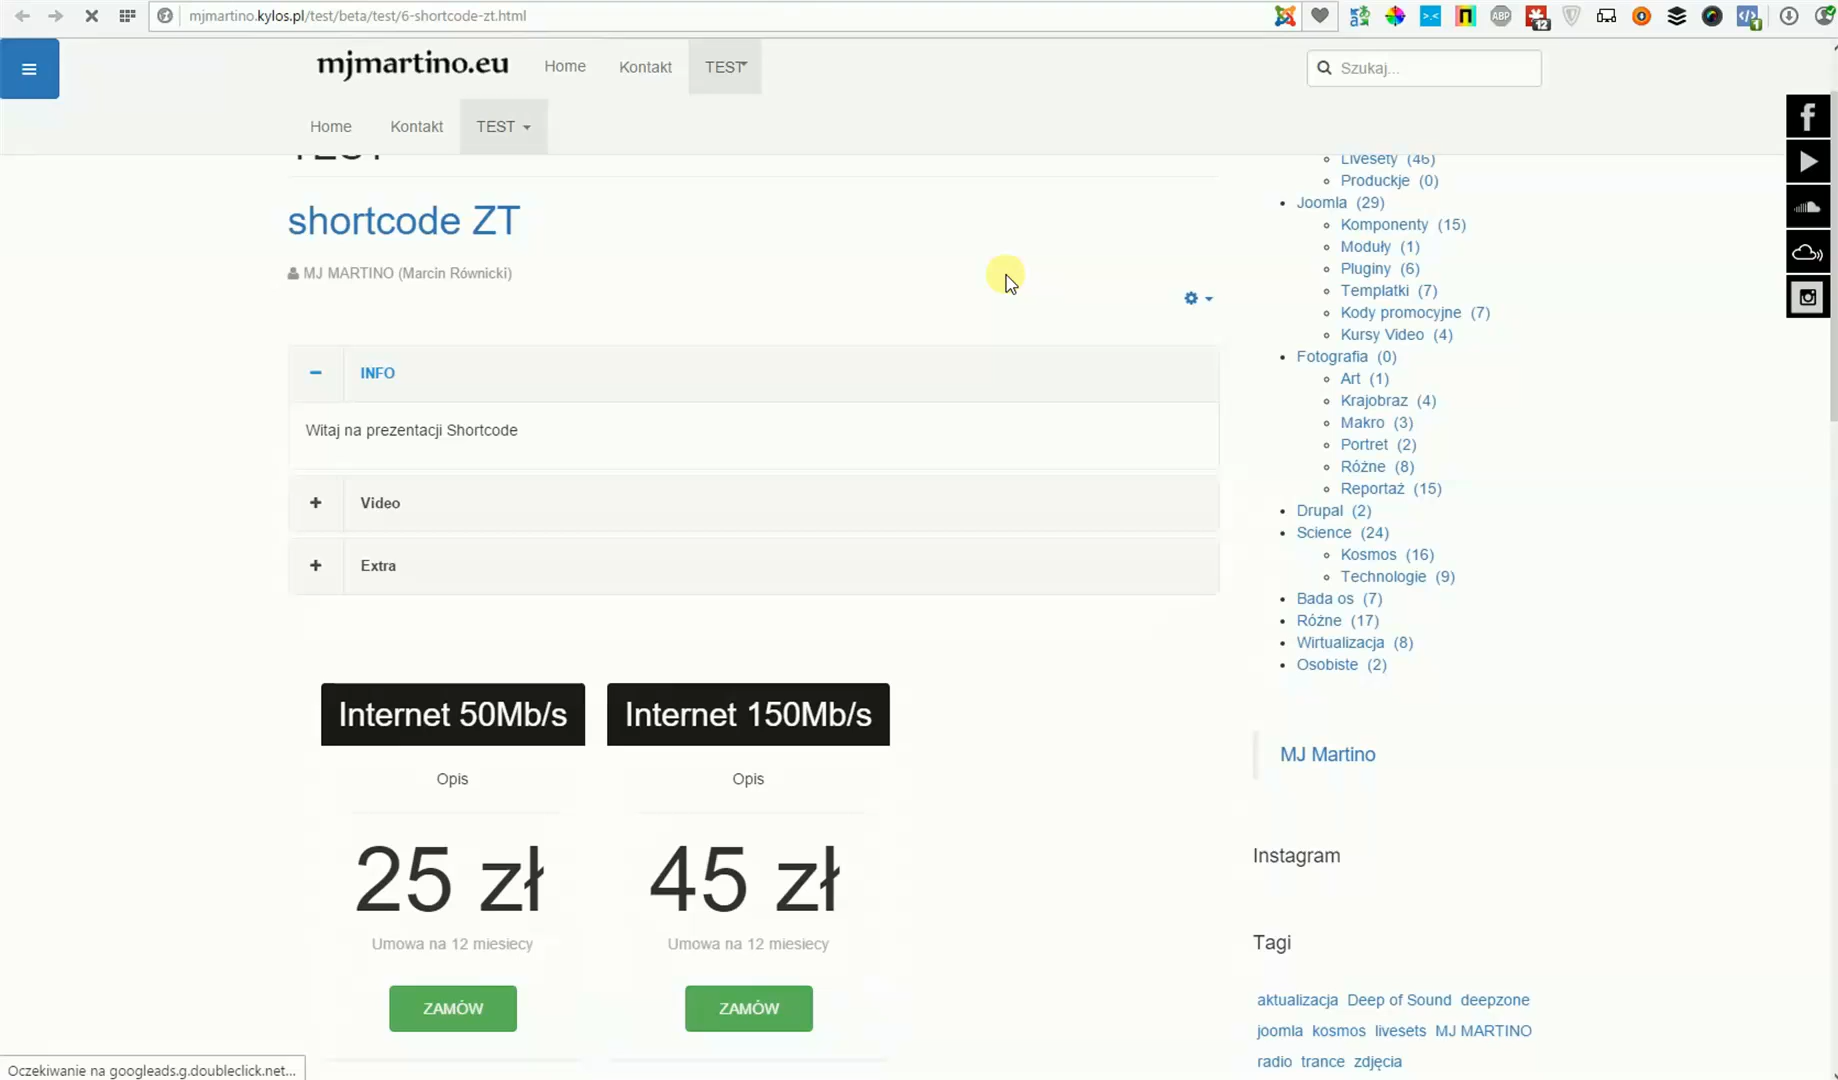 mjmartino.kylos.pl/test/beta/test/6-shortcode-zt.html
ABP
12
1
mjmartino.eu
Home
Kontakt
TEST
Szukaj...
Home
Kontakt
TEST
TEST
shortcode ZT
MJ MARTINO (Marcin Równicki)
INFO
Witaj na prezentacji Shortcode
Video
Extra
Internet 50Mb/s
Opis
25 zł
Umowa na 12 miesiecy
ZAMÓW
Internet 150Mb/s
Opis
45 zł
Umowa na 12 miesiecy
ZAMÓW
Livesety (46)
Produckje (0)
Joomla (29)
Komponenty (15)
Moduły (1)
Pluginy (6)
Templatki (7)
Kody promocyjne (7)
Kursy Video (4)
Fotografia (0)
Art (1)
Krajobraz (4)
Makro (3)
Portret (2)
Różne (8)
Reportaż (15)
Drupal (2)
Science (24)
Kosmos (16)
Technologie (9)
Bada os (7)
Różne (17)
Wirtualizacja (8)
Osobiste (2)
MJ Martino
Instagram
Tagi
aktualizacja Deep of Sound deepzone
joomla kosmos livesets MJ MARTINO
radio trance zdjęcia
Oczekiwanie na googleads.g.doubleclick.net...